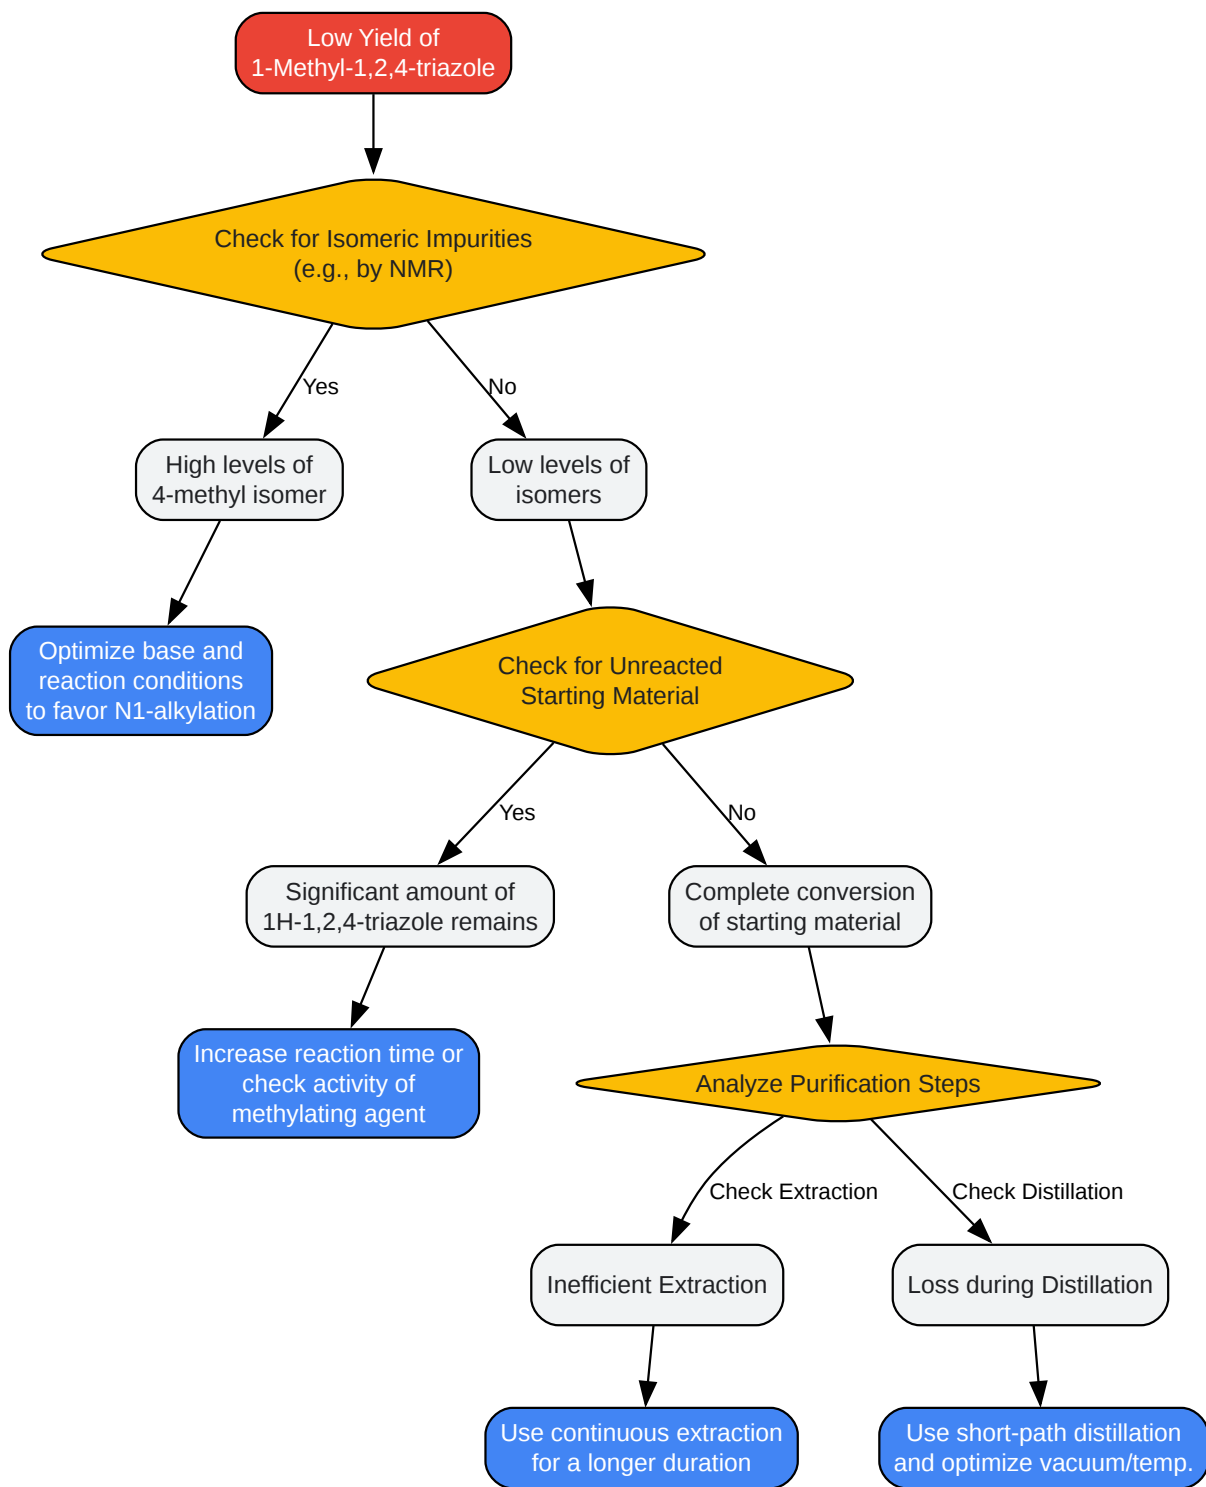 Low Yield of
1-Methyl-1,2,4-triazole
Check for Isomeric Impurities
(e.g., by NMR)
Yes
No
High levels of
4-methyl isomer
Low levels of
isomers
Optimize base and
reaction conditions
to favor N1-alkylation
Check for Unreacted
Starting Material
Yes
No
Significant amount of
1H-1,2,4-triazole remains
Complete conversion
of starting material
Increase reaction time or
check activity of
methylating agent
Analyze Purification Steps
Check Extraction
Check Distillation
Inefficient Extraction
Loss during Distillation
Use continuous extraction
for a longer duration
Use short-path distillation
and optimize vacuum/temp.